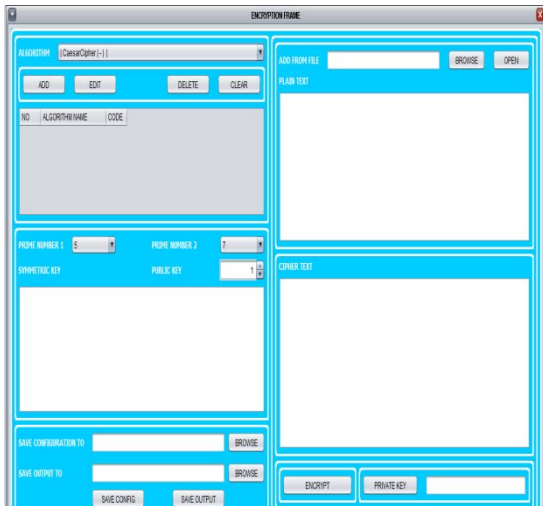 ENCRYPTION FRAME
ALGORITHM |CaesarCipher|-| |
ADD EDIT DELETE CLEAR
NO ALGORITHM NAME CODE
PRIME NUMBER 1 5 PRIME NUMBER 2 7
SYMMETRIC KEY PUBLIC KEY 1
SAVE CONFIGURATION TO BROWSE
SAVE OUTPUT TO BROWSE
SAVE CONFIG SAVE OUTPUT
ADD FROM FILE BROWSE OPEN
PLAIN TEXT
CIPHER TEXT
ENCRYPT PRIVATE KEY